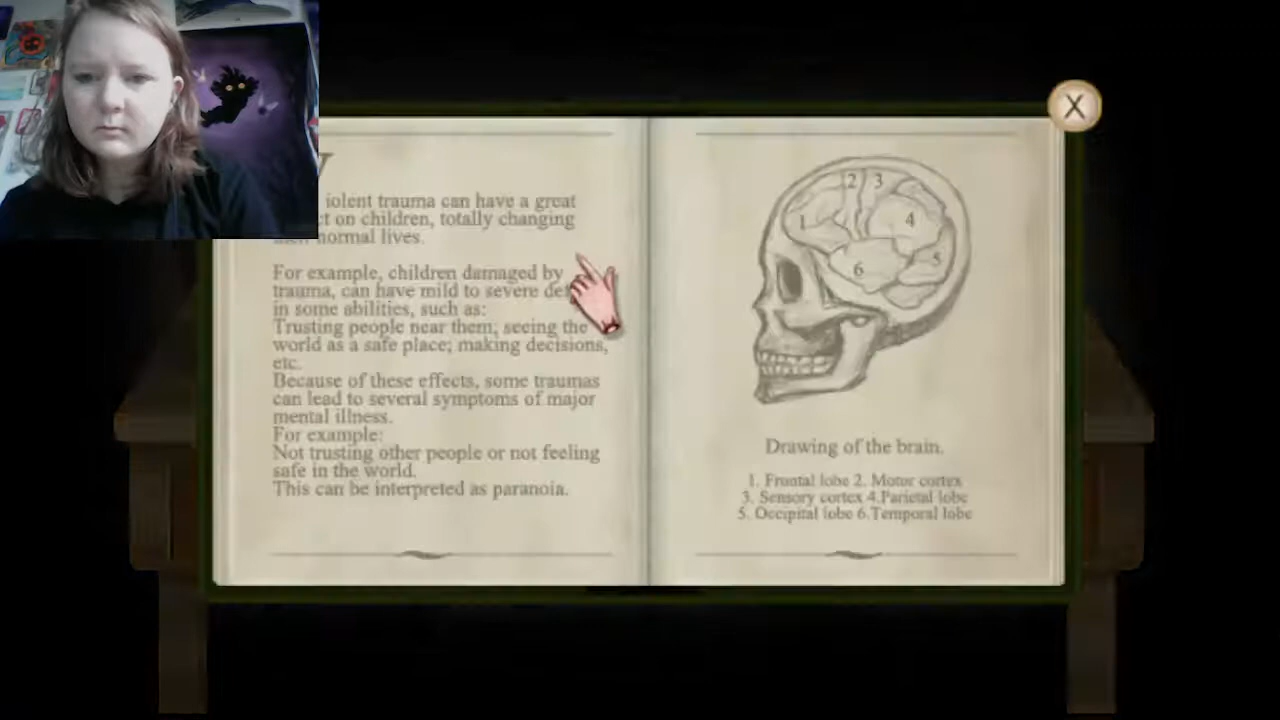 V
iolent trauma can have a great
ct on children, totally changing
normal lives.
For example, children damaged by
trauma, can have mild to severe de
in some abilities, such as:
Trusting people near them; seeing the
world as a safe place; making decisions,
etc.
Because of these effects, some traumas
can lead to several symptoms of major
mental illness.
For example:
Not trusting other people or not feeling
safe in the world.
This can be interpreted as paranoia.
X
1 2 3 4 5 6
Drawing of the brain.
1. Frontal lobe 2. Motor cortex
3. Sensory cortex 4.Parietal lobe
5. Occipital lobe 6.Temporal lobe